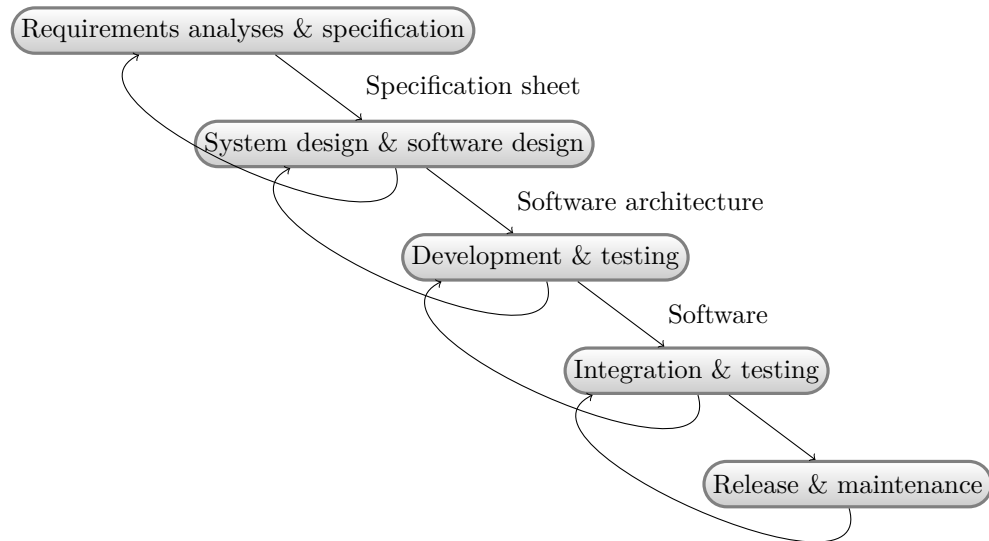 Requirements analyses & specification
Specification sheet
System design & software design
Software architecture
Development & testing
Software
Integration & testing
Release & maintenance